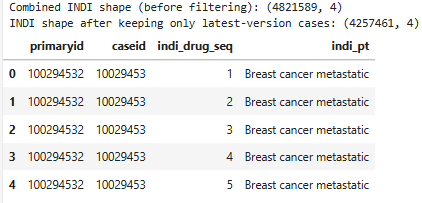 Combined INDI shape (before filtering): (4821589, 4)
INDI shape after keeping only latest-version cases: (4257461, 4)
primaryid caseid indi_drug_seq indi_pt
0 100294532 10029453 1 Breast cancer metastatic
1 100294532 10029453 2 Breast cancer metastatic
2 100294532 10029453 3 Breast cancer metastatic
3 100294532 10029453 4 Breast cancer metastatic
4 100294532 10029453 5 Breast cancer metastatic